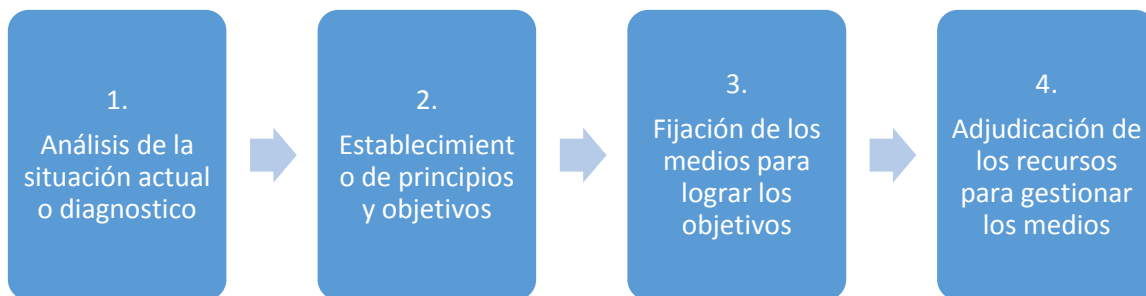 1.
Análisis de la
situación actual
o diagnostico
2.
Establecimient
o de principios
y objetivos
3.
Fijación de los
medios para
lograr los
objetivos
4.
Adjudicación de
los recursos
para gestionar
los medios